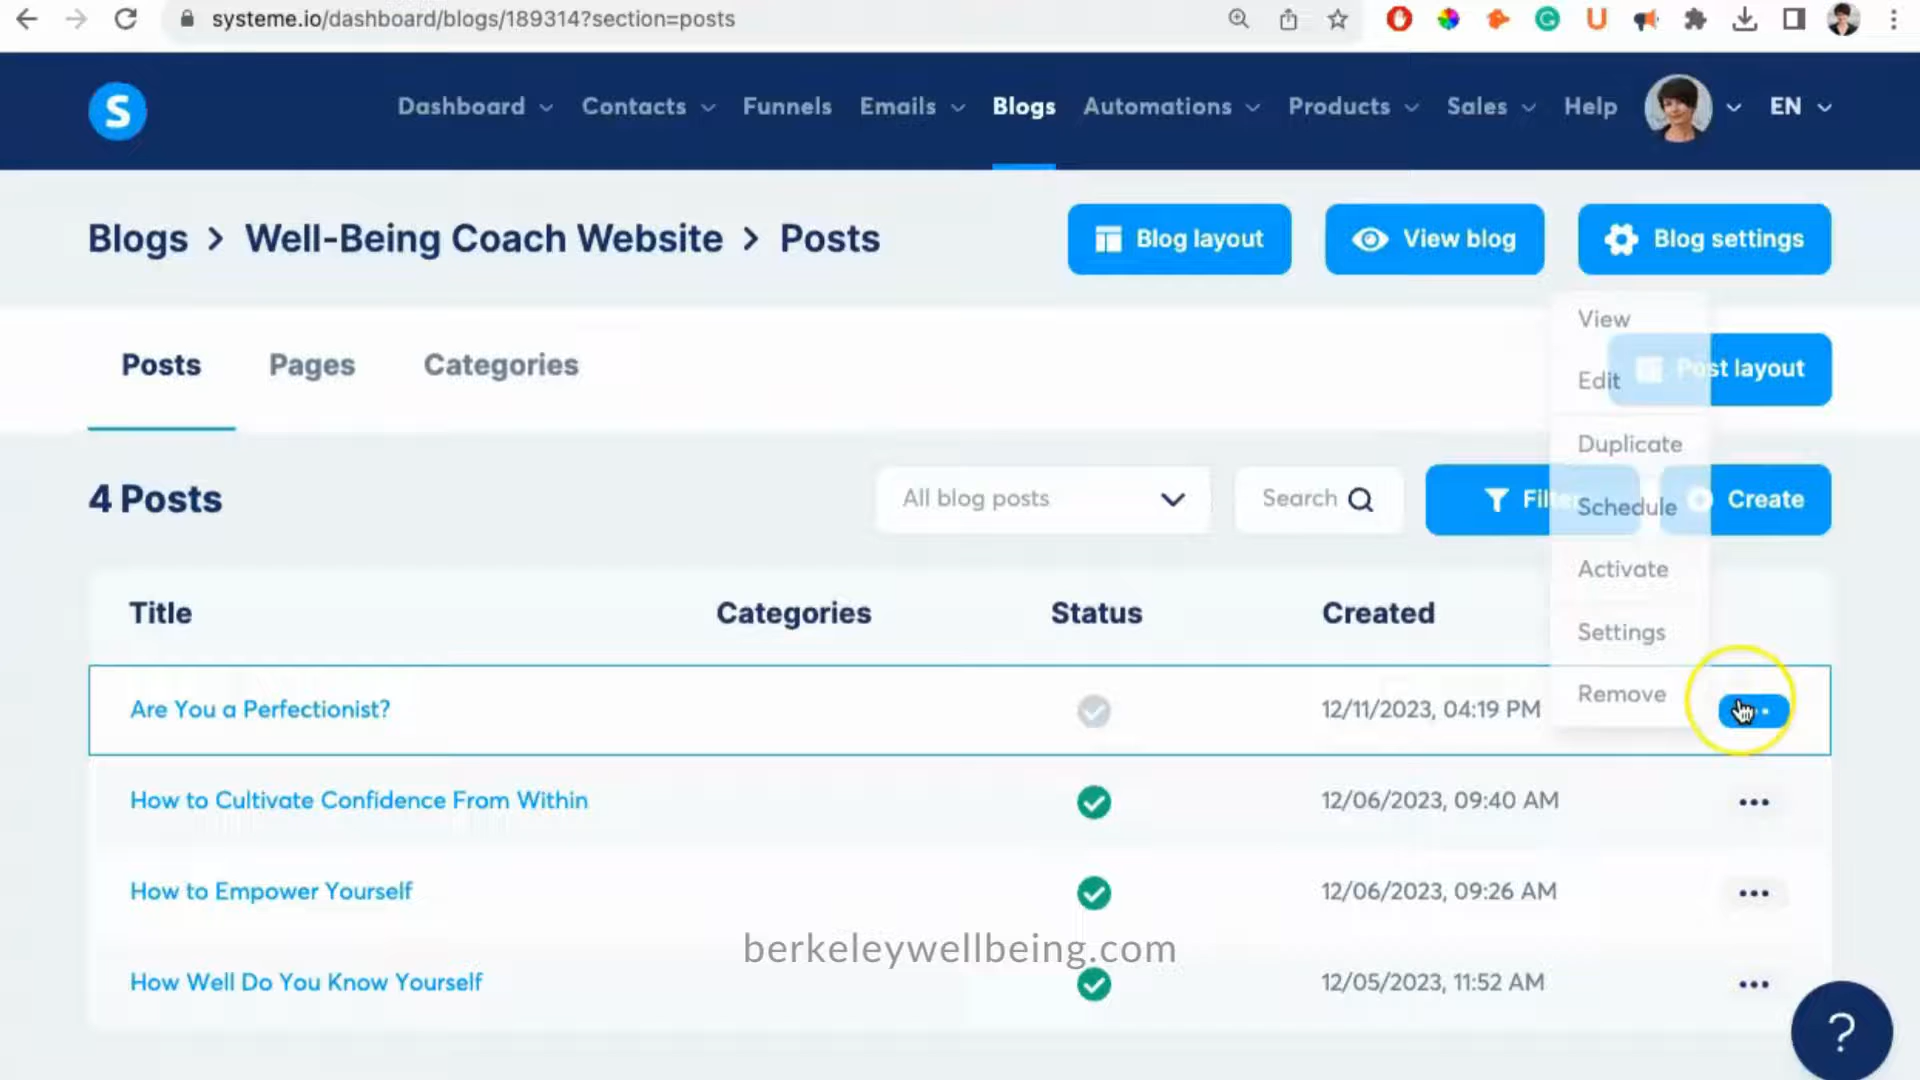 systeme.io/dashboard/blogs/189314?section=posts
S
Dashboard
Contacts
Funnels
Emails
Blogs
Automations
Products
Sales
Help
EN
Blogs > Well-Being Coach Website > Posts
Blog layout
View blog
Blog settings
Posts
Pages
Categories
Post layout
4 Posts
All blog posts
Search
Filter
Create
View
Edit
Duplicate
Schedule
Activate
Settings
Remove
Title
Categories
Status
Created
Are You a Perfectionist?
12/11/2023, 04:19 PM
How to Cultivate Confidence From Within
12/06/2023, 09:40 AM
How to Empower Yourself
12/06/2023, 09:26 AM
How Well Do You Know Yourself
12/05/2023, 11:52 AM
berkeleywellbeing.com
?